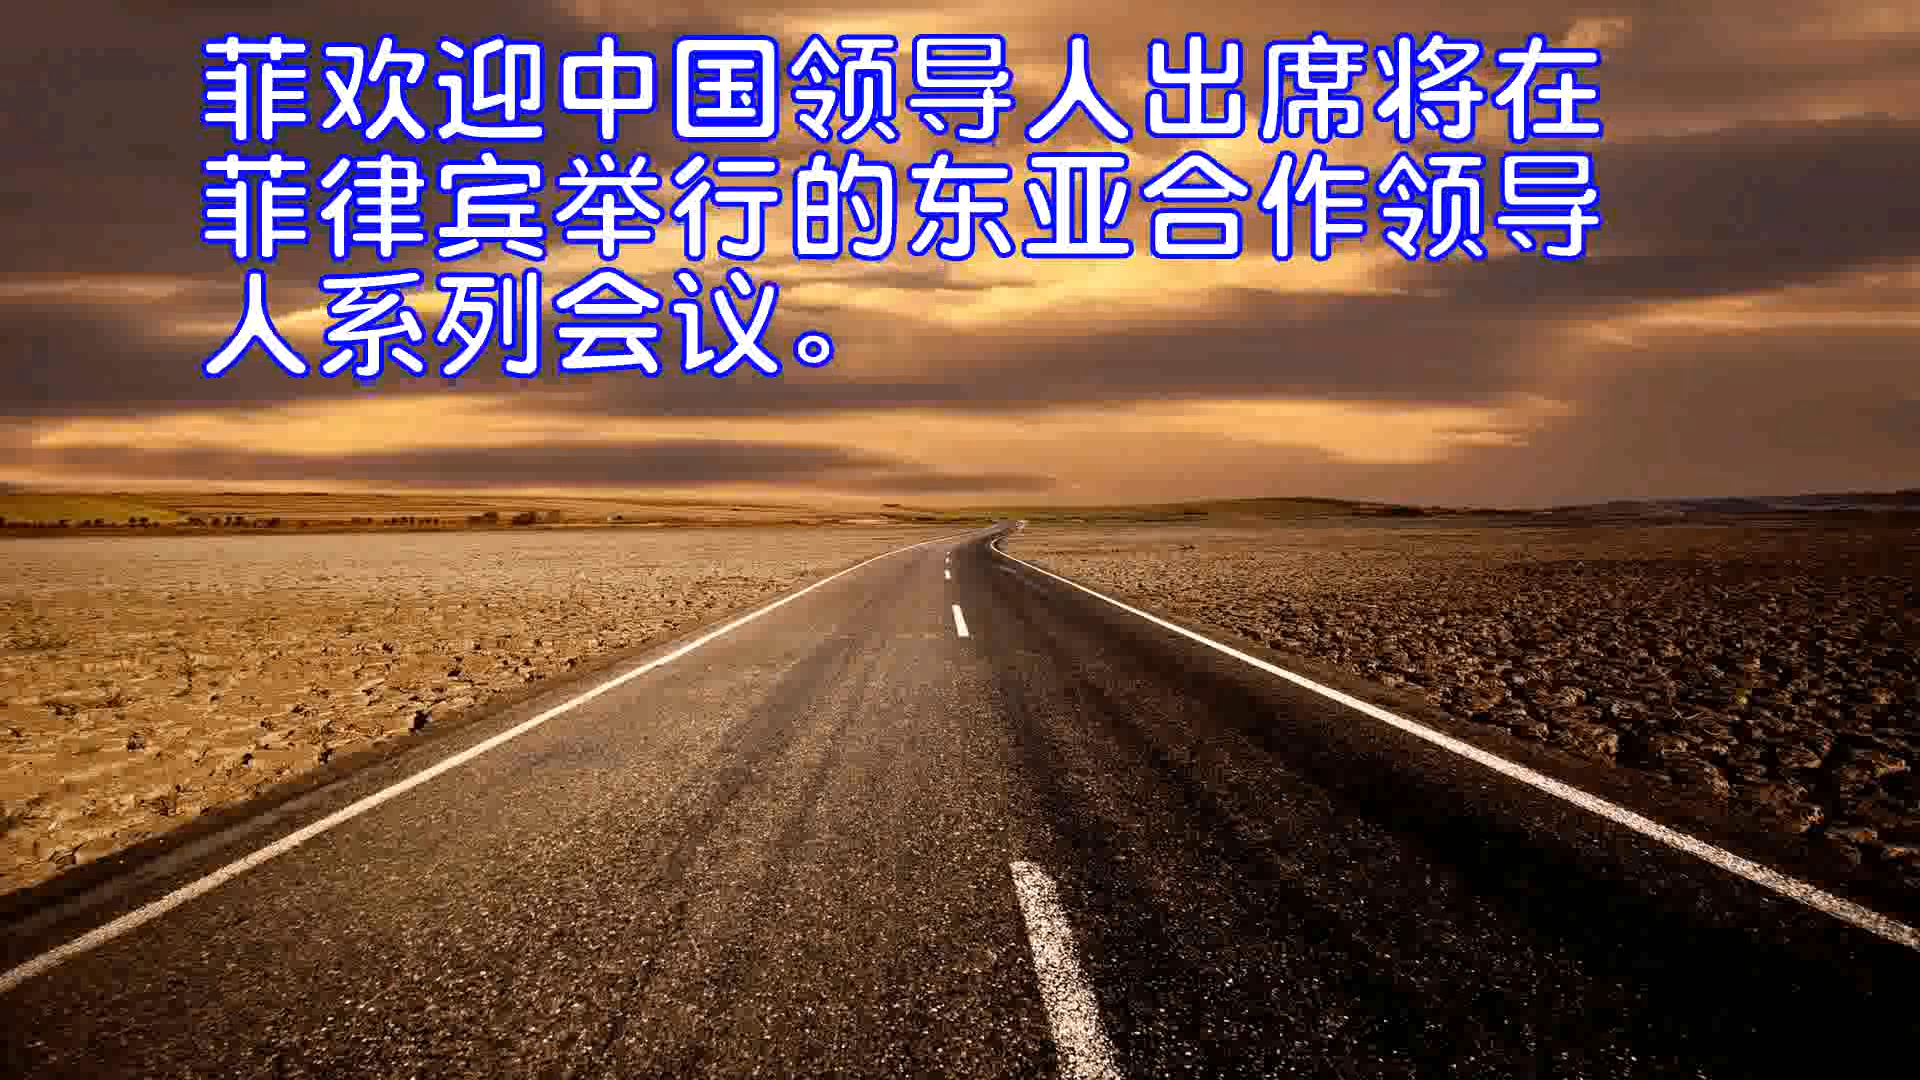 菲欢迎中国领导人出席将在
菲律宾举行的东亚合作领导
人系列会议。